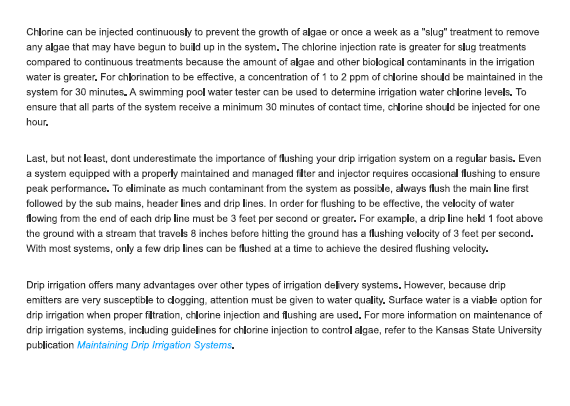 Chlorine can be injected continuously to prevent the growth of algae or once a week as a "slug" treatment to remove
any algae that may have begun to build up in the system. The chlorine injection rate is greater for slug treatments
compared to continuous treatments because the amount of algae and other biological contaminants in the irrigation
water is greater. For chlorination to be effective, a concentration of 1 to 2 ppm of chlorine should be maintained in the
system for 30 minutes. A swimming pool water tester can be used to determine irrigation water chlorine levels. To
ensure that all parts of the system receive a minimum 30 minutes of contact time, chlorine should be injected for one
hour.
Last, but not least, dont underestimate the importance of flushing your drip irrigation system on a regular basis. Even
a system equipped with a properly maintained and managed filter and injector requires occasional flushing to ensure
peak performance. To eliminate as much contaminant from the system as possible, always flush the main line first
followed by the sub mains, header lines and drip lines. In order for flushing to be effective, the velocity of water
flowing from the end of each drip line must be 3 feet per second or greater. For example, a drip line held 1 foot above
the ground with a stream that travels 8 inches before hitting the ground has a flushing velocity of 3 feet per second.
With most systems, only a few drip lines can be flushed at a time to achieve the desired flushing velocity.
Drip irrigation offers many advantages over other types of irrigation delivery systems. However, because drip
emitters are very susceptible to clogging, attention must be given to water quality. Surface water is a viable option for
drip irrigation when proper filtration, chlorine injection and flushing are used. For more information on maintenance of
drip irrigation systems, including guidelines for chlorine injection to control algae, refer to the Kansas State University
publication Maintaining Drip Irrigation Systems.